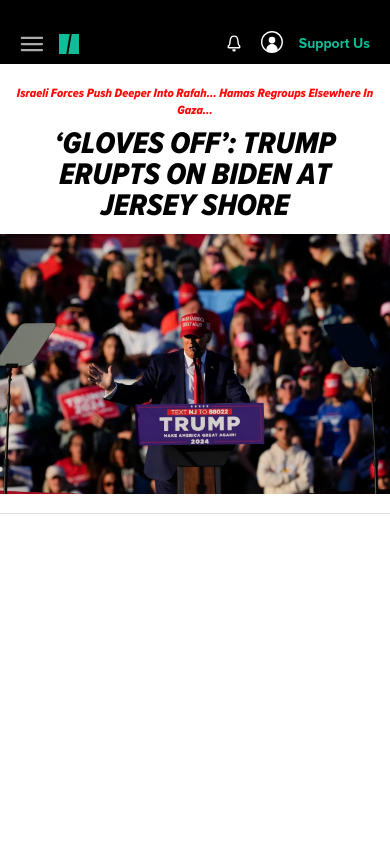 Support Us
Israeli Forces Push Deeper Into Rafah... Hamas Regroups Elsewhere In
Gaza...
‘GLOVES OFF’: TRUMP
ERUPTS ON BIDEN AT
JERSEY SHORE
TEXT NJ TO 88022
TRUMP
MAKE AMERICA GREAT AGAIN!
2024